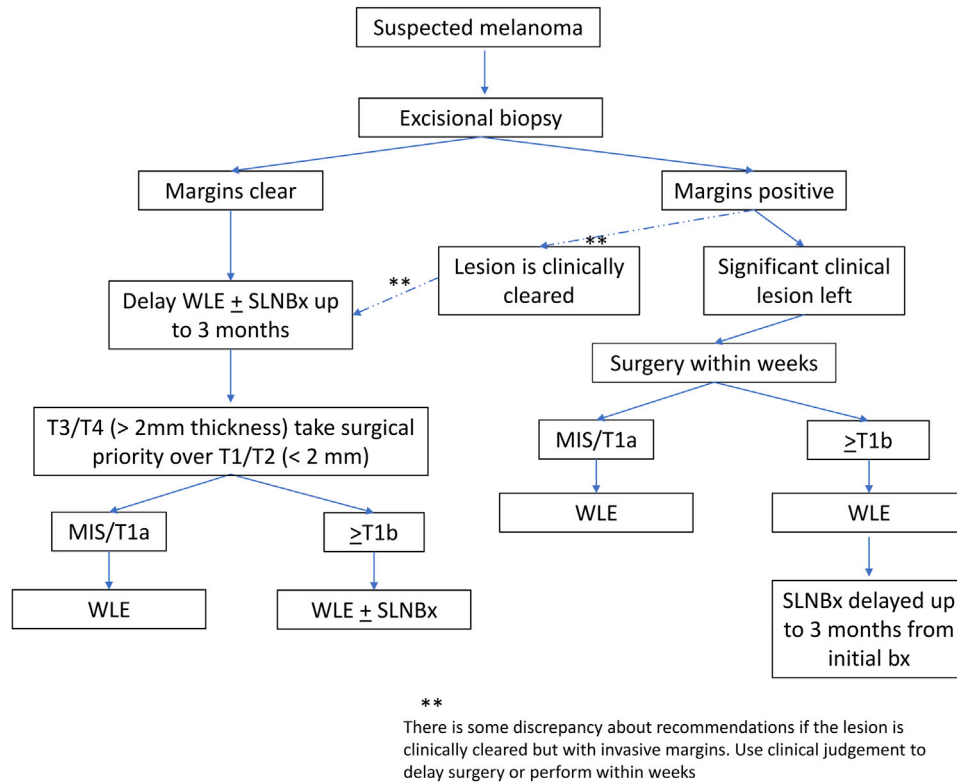 Suspected melanoma
Excisional biopsy
Margins clear
Margins positive
**
**
Lesion is clinically
cleared
Significant clinical
lesion left
Delay WLE ± SLNBx up
to 3 months
Surgery within weeks
T3/T4 (> 2mm thickness) take surgical
priority over T1/T2 (< 2 mm)
MIS/T1a
≥T1b
WLE
WLE
MIS/T1a
≥T1b
WLE
WLE ± SLNBx
SLNBx delayed up
to 3 months from
initial bx
**
There is some discrepancy about recommendations if the lesion is
clinically cleared but with invasive margins. Use clinical judgement to
delay surgery or perform within weeks